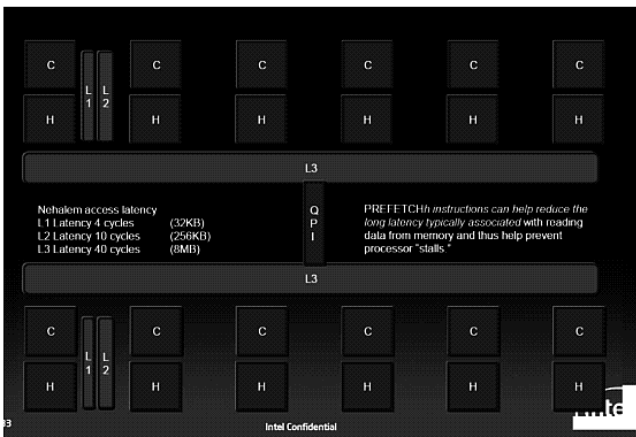 C C C C C C
L L
1 2
H H H H H H
L3
Nehalem access latency
L1 Latency 4 cycles (32KB)
L2 Latency 10 cycles (256KB)
L3 Latency 40 cycles (8MB)
Q
P
I
PREFETCHh instructions can help reduce the
long latency typically associated with reading
data from memory and thus help prevent
processor "stalls."
L3
C C C C C C
L L
1 2
H H H H H H
33
Intel Confidential